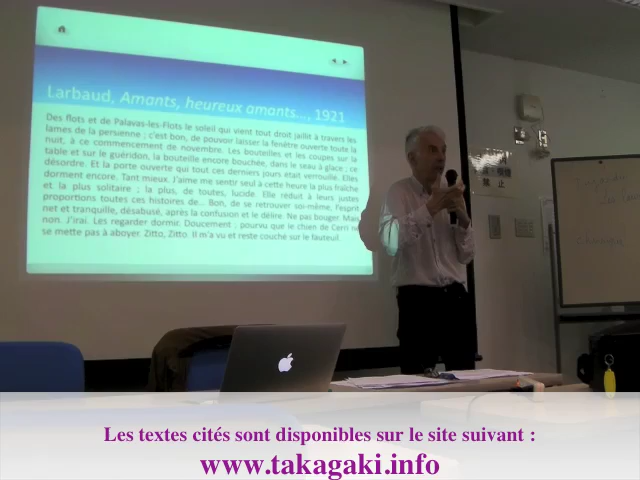 Larbaud, Amants, heureux amants..., 1921
Des flots et de Palavas-les-Flots le soleil qui vient tout droit jaillit à travers les
lames de la persienne ; c'est bon, de pouvoir laisser la fenêtre ouverte toute la
nuit, à ce commencement de novembre. Les bouteilles et les coupes sur la
table et sur le guéridon, la bouteille encore bouchée, dans le seau à glace ; ce
désordre. Et la porte ouverte qui tout ces derniers jours était verrouillée. Elles
dorment encore. Tant mieux. J'aime me sentir seul à cette heure la plus fraîche
et la plus solitaire ; la plus, de toutes, lucide. Elle réduit à leurs justes
proportions toutes ces histoires de... Bon, de se retrouver soi-même, l'esprit
net et tranquille, désabusé, après la confusion et le délire. Ne pas bouger. Mais
non. J'irai. Les regarder dormir. Doucement : pourvu que le chien de Cerri ne
se mette pas à aboyer. Zitto, Zitto. Il m'a vu et reste couché sur le fauteuil.
禁止
Les textes cités sont disponibles sur le site suivant :
www.takagaki.info